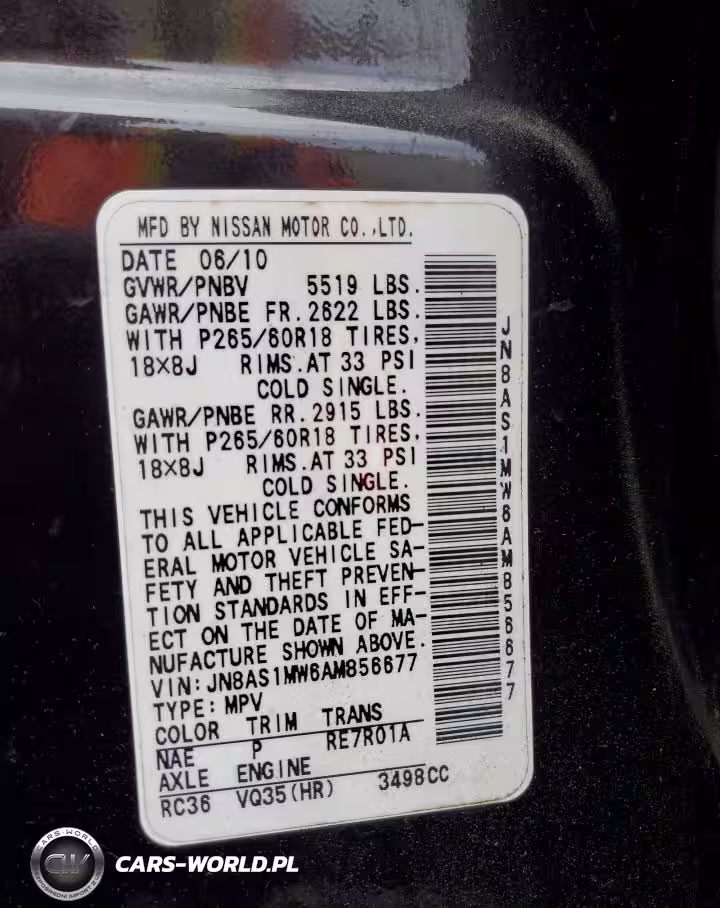 MFD BY NISSAN MOTOR CO.,LTD.
DATE 06/10
GVWR/PNBV 5519 LBS.
GAWR/PNBE FR.2622 LBS.
WITH P265/60R18 TIRES,
18×8J RIMS.AT 33 PSI
COLD SINGLE.
GAWR/PNBE RR.2915 LBS.
WITH P265/60R18 TIRES,
18×8J RIMS.AT 33 PSI
COLD SINGLE.
THIS VEHICLE CONFORMS
TO ALL APPLICABLE FED-
ERAL MOTOR VEHICLE SA-
FETY AND THEFT PREVEN-
TION STANDARDS IN EFF-
ECT ON THE DATE OF MA-
NUFACTURE SHOWN ABOVE.
VIN:JN8AS1MW6AM856677
TYPE:MPV
COLOR TRIM TRANS
NAE P RE7R01A
AXLE ENGINE
RC36 VQ35(HR) 3498CC
JN8AS1MW6AM856677
CARS-WORLD
CW
CARS-WORLD.PL